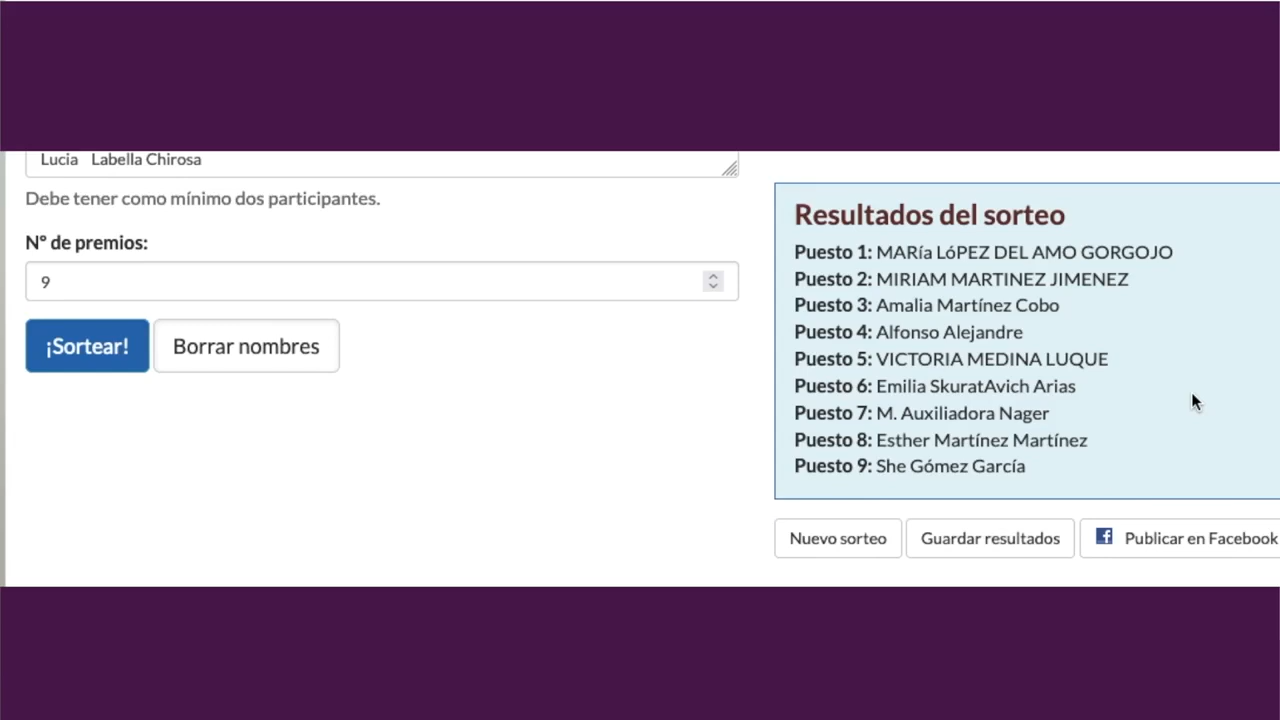 Lucia Labella Chirosa
Debe tener como mínimo dos participantes.
Nº de premios:
9
¡Sortear!
Borrar nombres
Resultados del sorteo
Puesto 1: MARía LóPEZ DEL AMO GORGOJO
Puesto 2: MIRIAM MARTINEZ JIMENEZ
Puesto 3: Amalia Martínez Cobo
Puesto 4: Alfonso Alejandre
Puesto 5: VICTORIA MEDINA LUQUE
Puesto 6: Emilia SkuratAvich Arias
Puesto 7: M. Auxiliadora Nager
Puesto 8: Esther Martínez Martínez
Puesto 9: She Gómez García
Nuevo sorteo
Guardar resultados
Publicar en Facebook